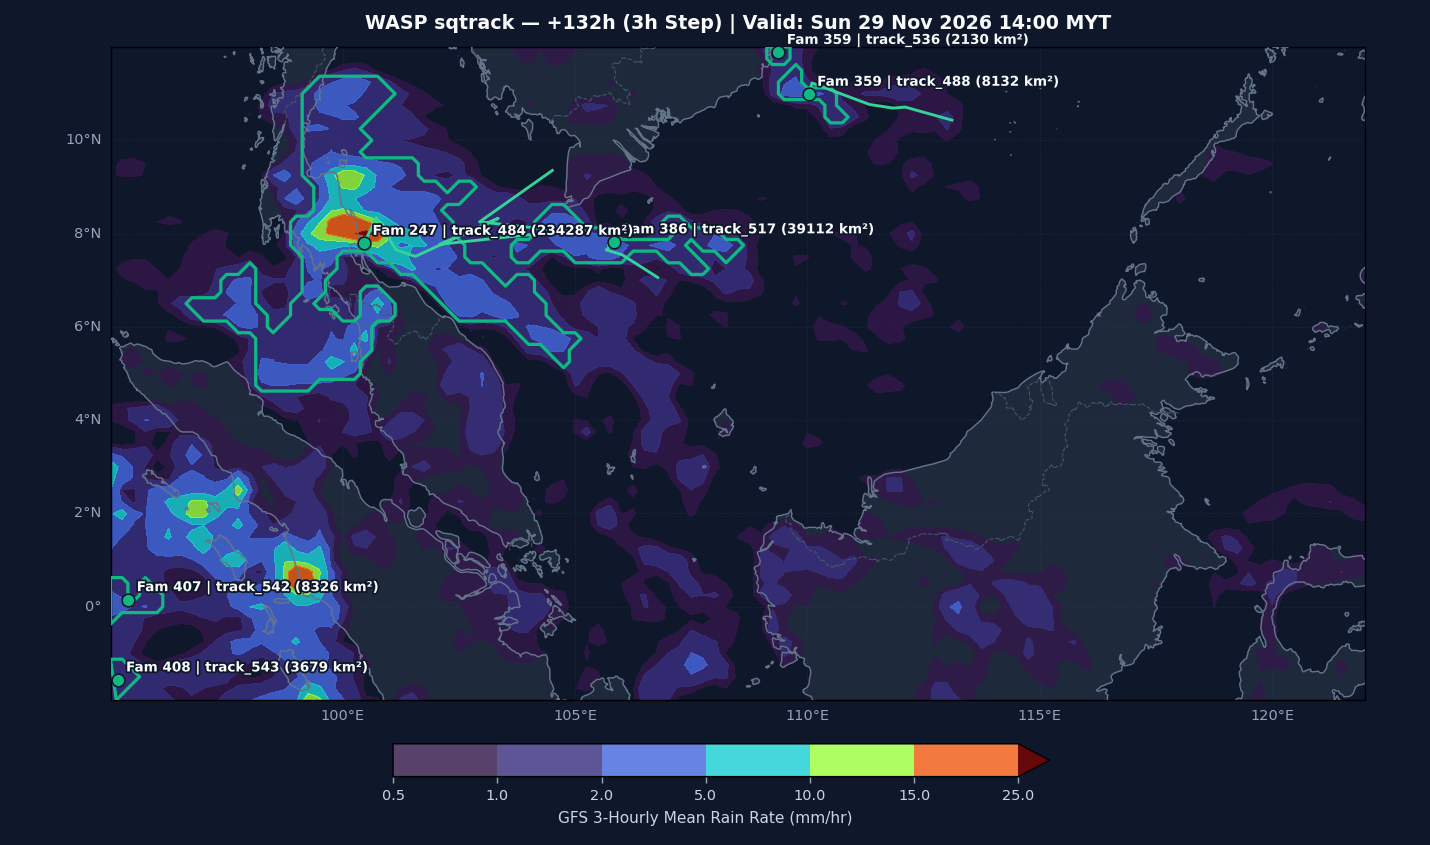 WASP sqtrack — +132h (3h Step) | Valid: Sun 29 Nov 2026 14:00 MYT
Fam 359 | track_536 (2130 km²)
Fam 359 | track_488 (8132 km²)
10°N
8°N
Fam 247 | track_484 (234287 km²)
am 386 | track_517 (39112 km²)
6°N
4°N
2°N
Fam 407 | track_542 (8326 km²)
0°
Fam 408 | track_543 (3679 km²)
100°E 105°E 110°E 115°E 120°E
0.5 1.0 2.0 5.0 10.0 15.0 25.0
GFS 3-Hourly Mean Rain Rate (mm/hr)